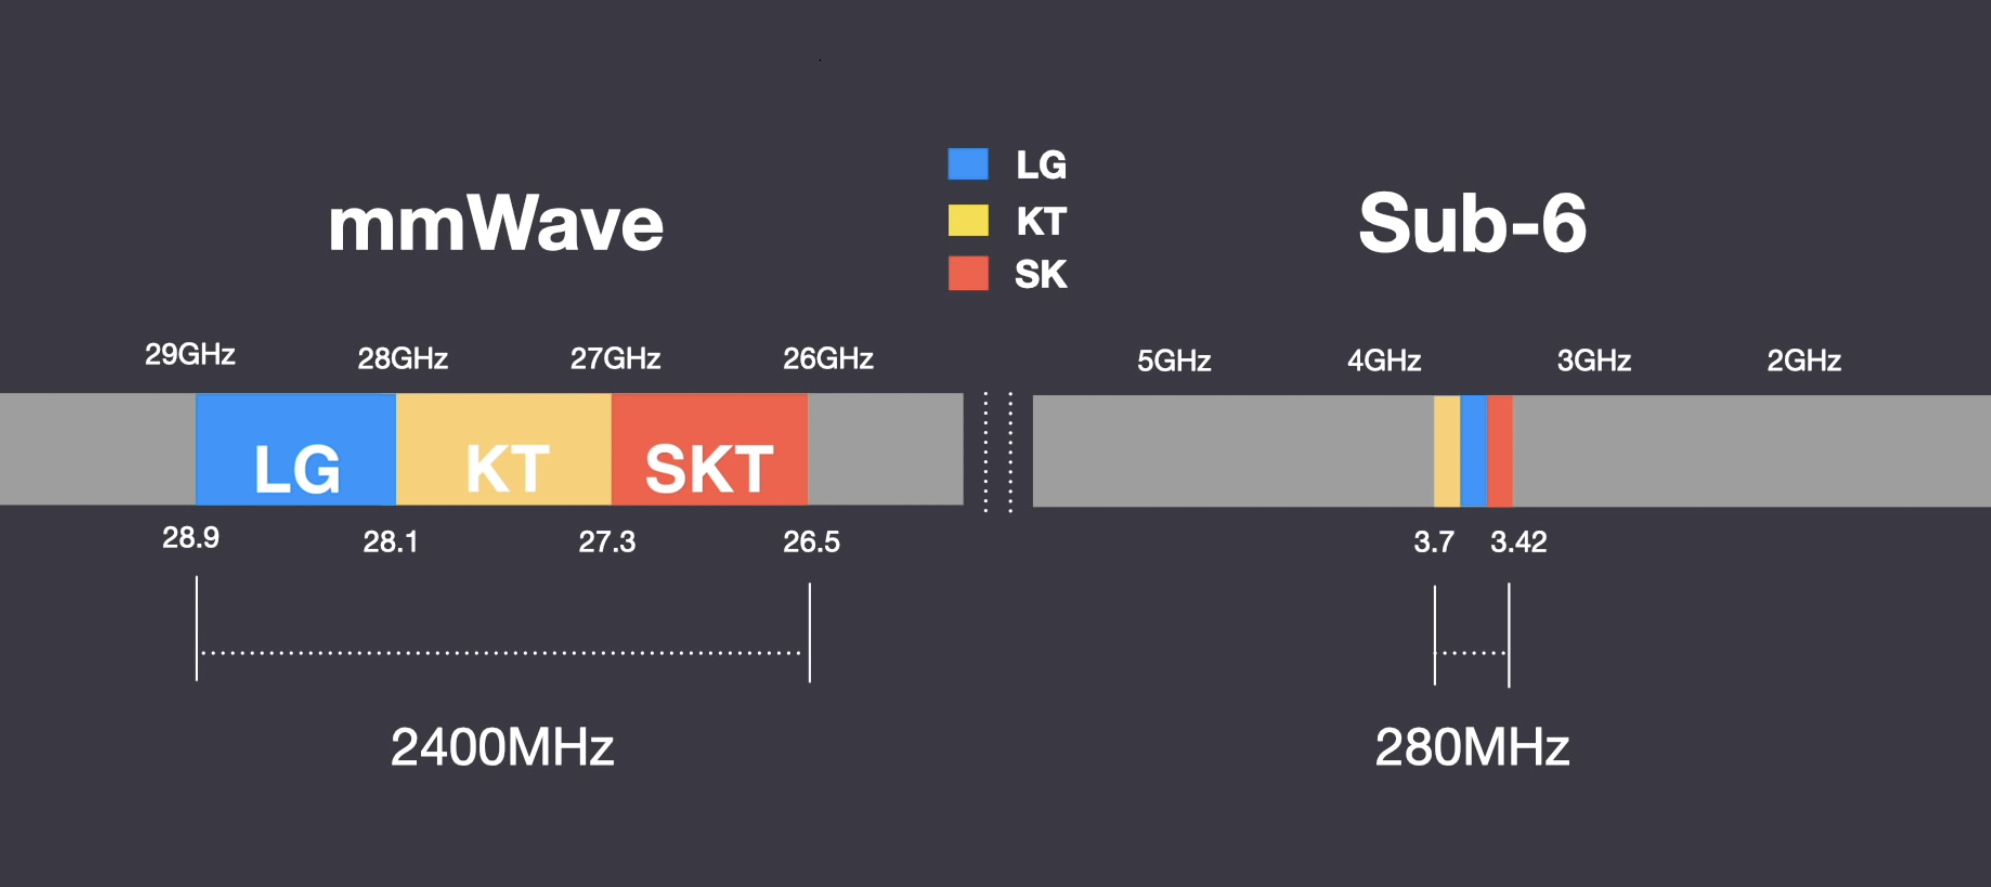 mmWave
LG
KT
SK
Sub-6
29GHz 28GHz 27GHz 26GHz
5GHz 4GHz 3GHz 2GHz
LG KT SKT
28.9 28.1 27.3 26.5
3.7 3.42
2400MHz
280MHz